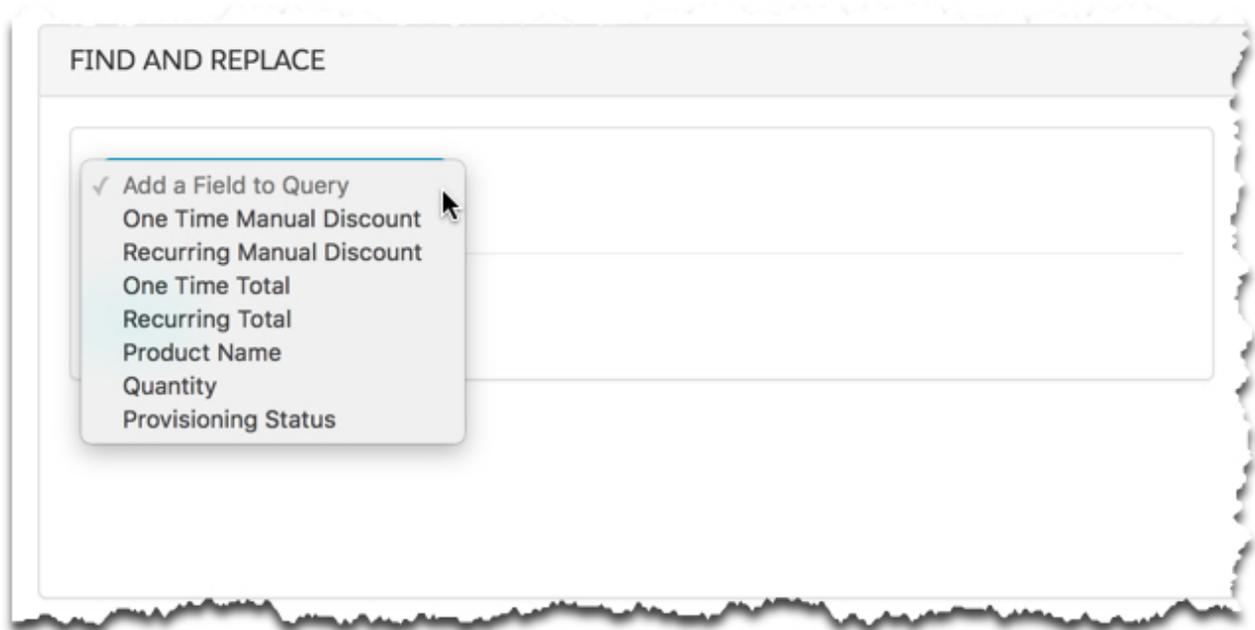 FIND AND REPLACE
✓ Add a Field to Query
One Time Manual Discount
Recurring Manual Discount
One Time Total
Recurring Total
Product Name
Quantity
Provisioning Status